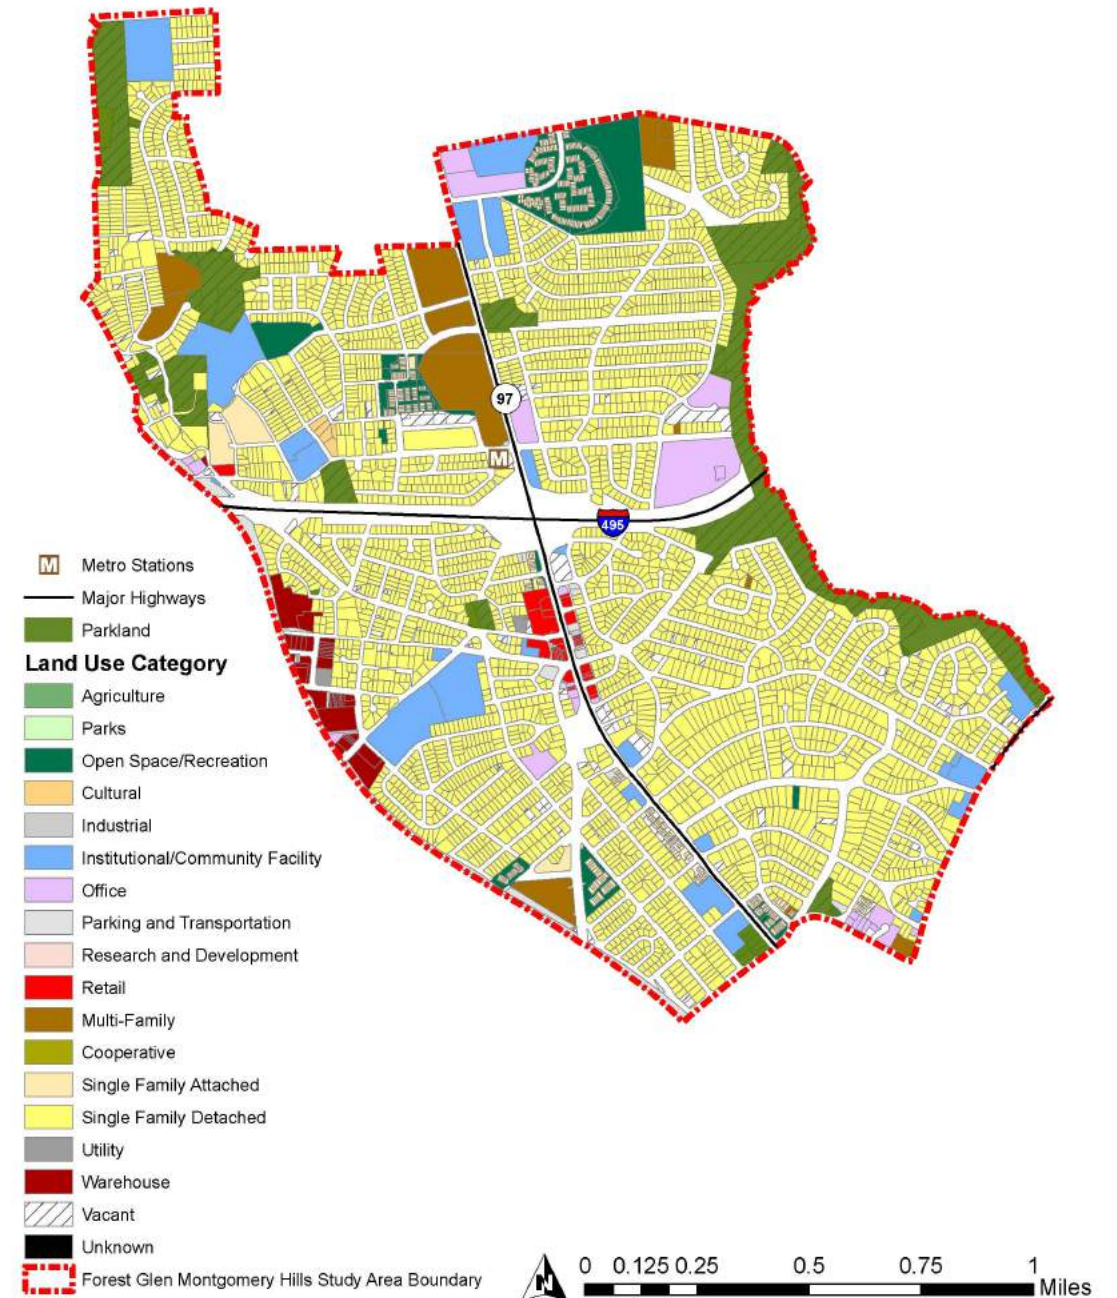 97
M
495
M Metro Stations
Major Highways
Parkland
Land Use Category
Agriculture
Parks
Open Space/Recreation
Cultural
Industrial
Institutional/Community Facility
Office
Parking and Transportation
Research and Development
Retail
Multi-Family
Cooperative
Single Family Attached
Single Family Detached
Utility
Warehouse
Vacant
Unknown
Forest Glen Montgomery Hills Study Area Boundary
N
0 0.125 0.25 0.5 0.75 1
Miles